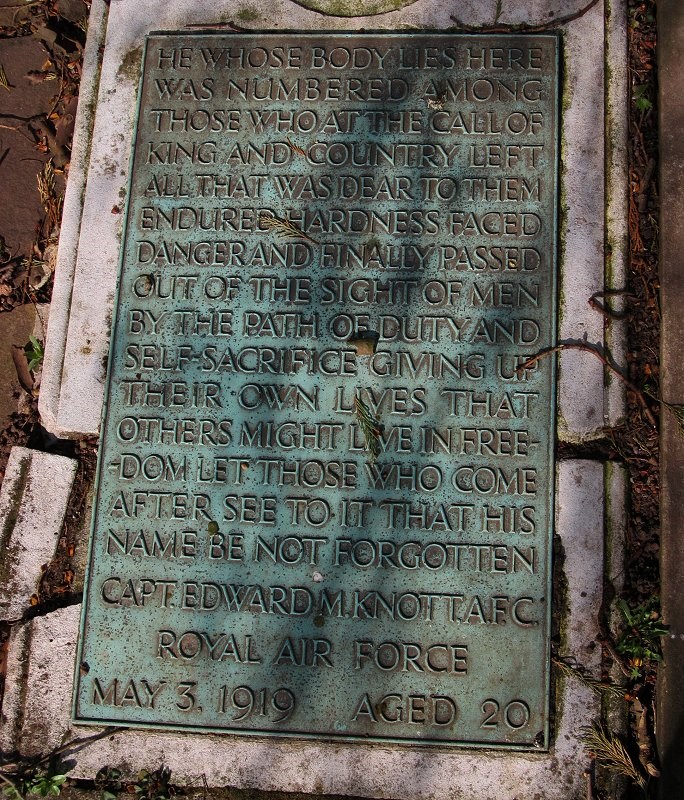 HE WHOSE BODY LIES HERE
WAS NUMBERED AMONG
THOSE WHO AT THE CALL OF
KING AND COUNTRY LEFT
ALL THAT WAS DEAR TO THEM
ENDURED HARDNESS FACED
DANGER AND FINALLY PASSED
OUT OF THE SIGHT OF MEN
BY THE PATH OF DUTY AND
SELF-SACRIFICE GIVING UP
THEIR OWN LIVES THAT
OTHERS MIGHT LIVE IN FREE-
-DOM LET THOSE WHO COME
AFTER SEE TO IT THAT HIS
NAME BE NOT FORGOTTEN
CAPT. EDWARD M. KNOTT. A.F.C.
ROYAL AIR FORCE
MAY 3. 1919 AGED 20